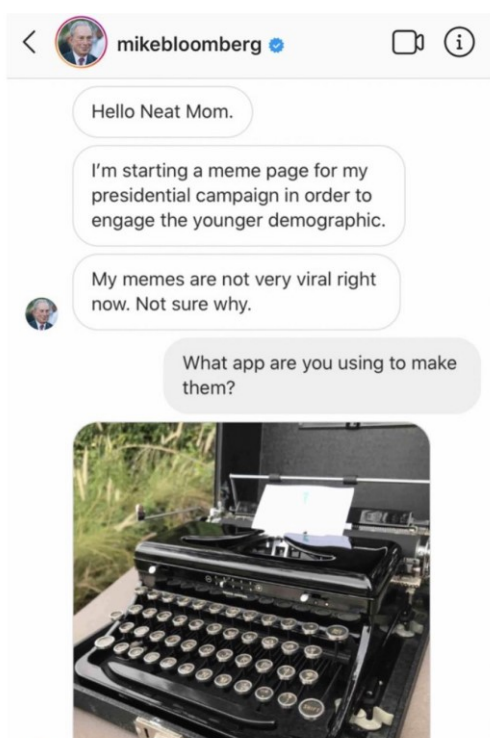 mikebloomberg
Hello Neat Mom.
I'm starting a meme page for my
presidential campaign in order to
engage the younger demographic.
My memes are not very viral right
now. Not sure why.
What app are you using to make
them?